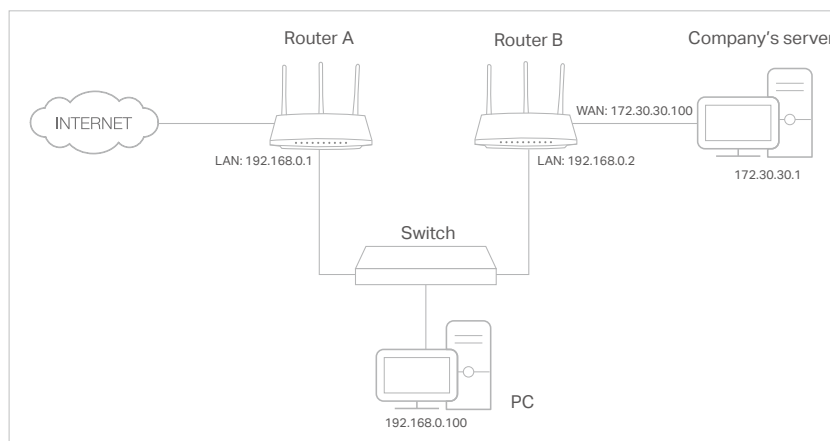 Router A
Router B
Company's server
INTERNET
WAN: 172.30.30.100
LAN: 192.168.0.1
LAN: 192.168.0.2
172.30.30.1
Switch
PC
192.168.0.100